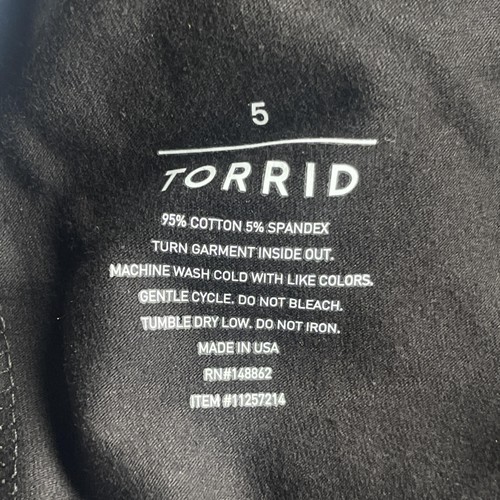 5
TORRID
95% COTTON 5% SPANDEX
TURN GARMENT INSIDE OUT.
MACHINE WASH COLD WITH LIKE COLORS.
GENTLE CYCLE. DO NOT BLEACH.
TUMBLE DRY LOW. DO NOT IRON.
MADE IN USA
RN#148862
ITEM #11257214